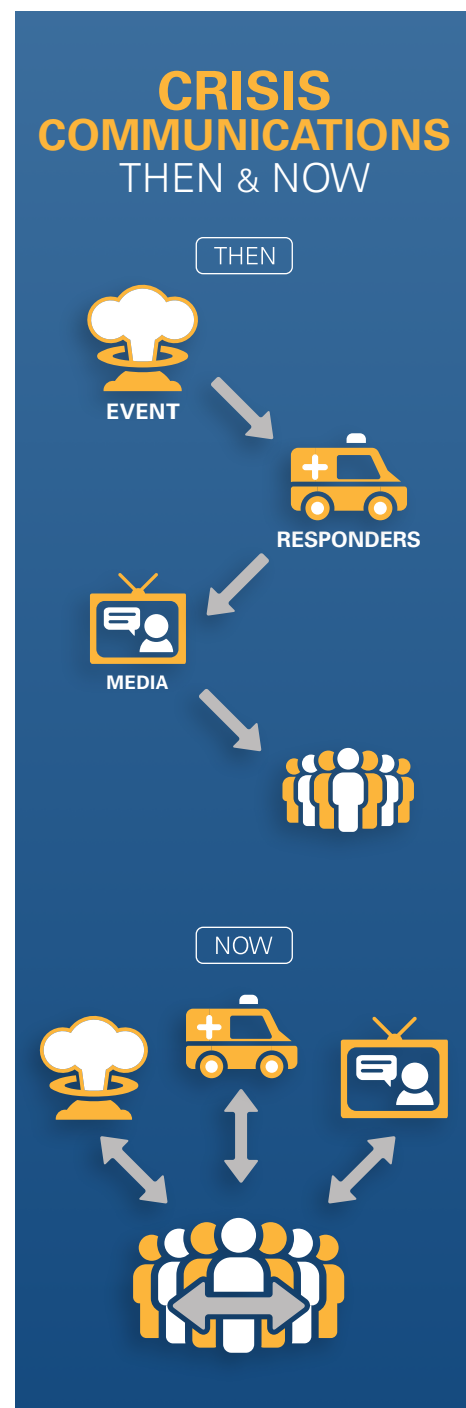 CRISIS
COMMUNICATIONS
THEN & NOW
THEN
EVENT
RESPONDERS
MEDIA
NOW